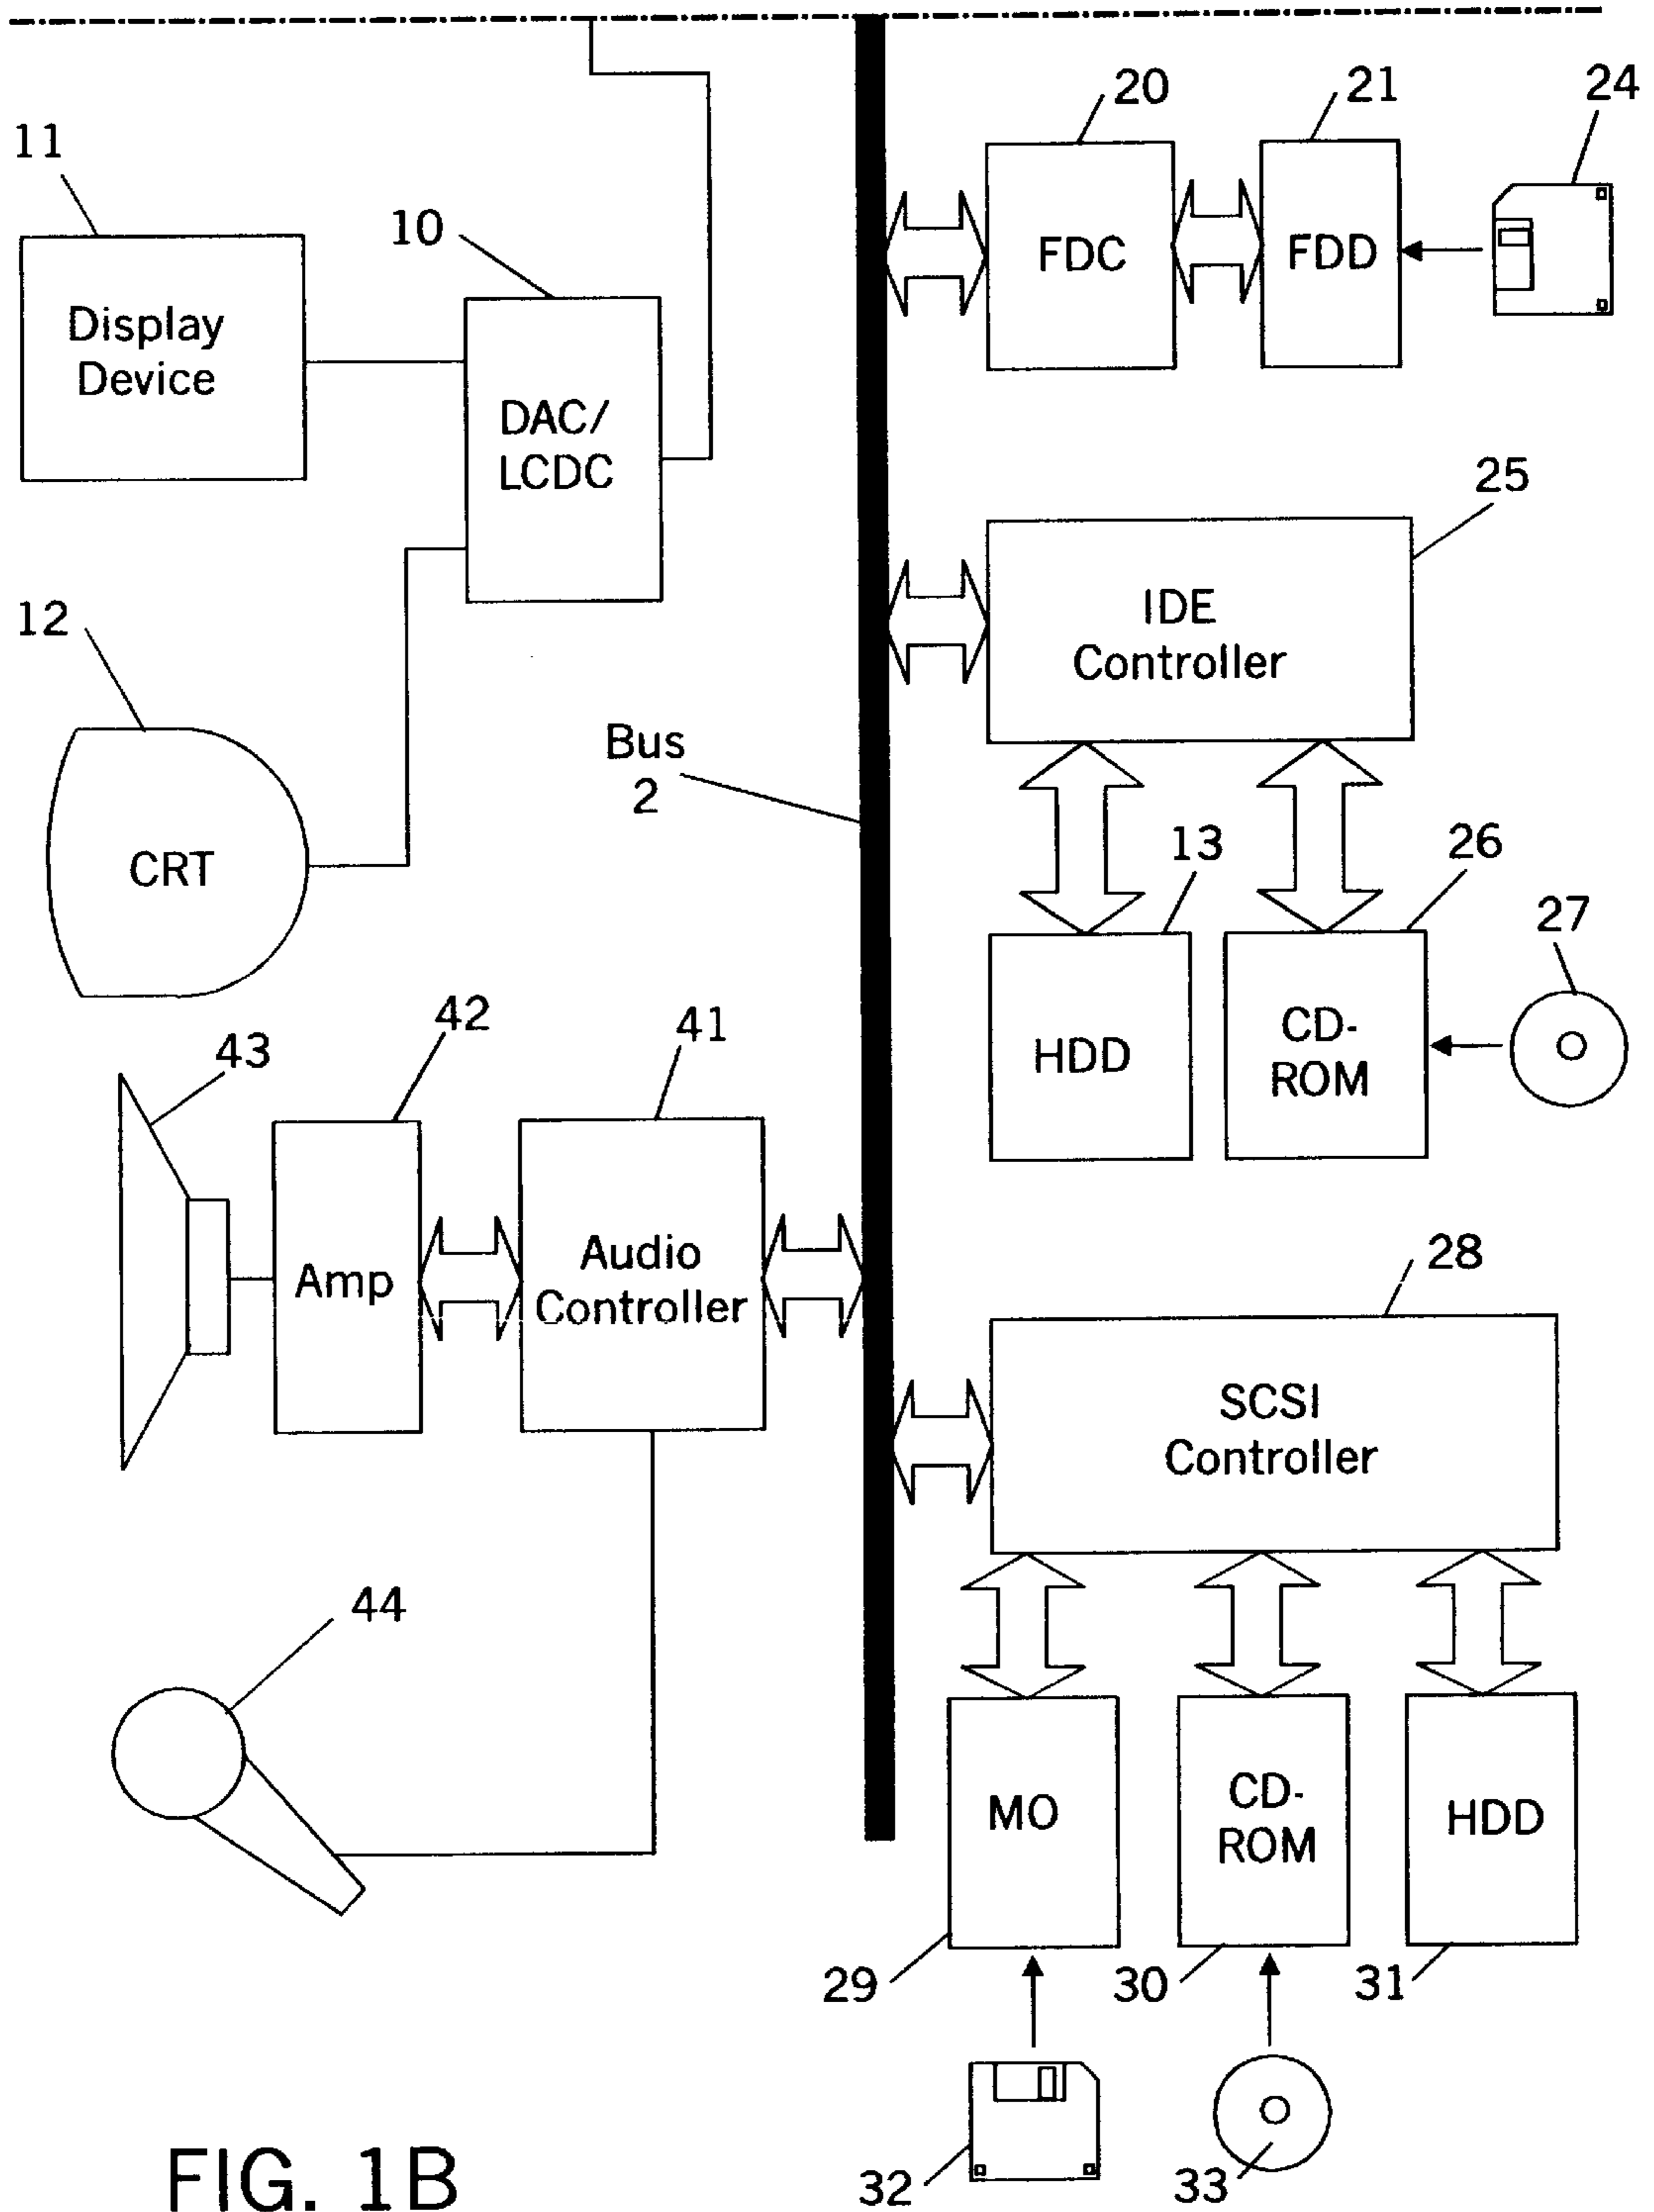 20
21
24
11
10
FDC
FDD
Display
Device
DAC/
LCDC
25
IDE
Controller
12
Bus
2
13
26
27
CRT
HDD
CD-
ROM
43
42
41
Amp
Audio
Controller
28
SCSI
Controller
44
MO
CD-
ROM
HDD
29
30
31
32
33
FIG. 1B